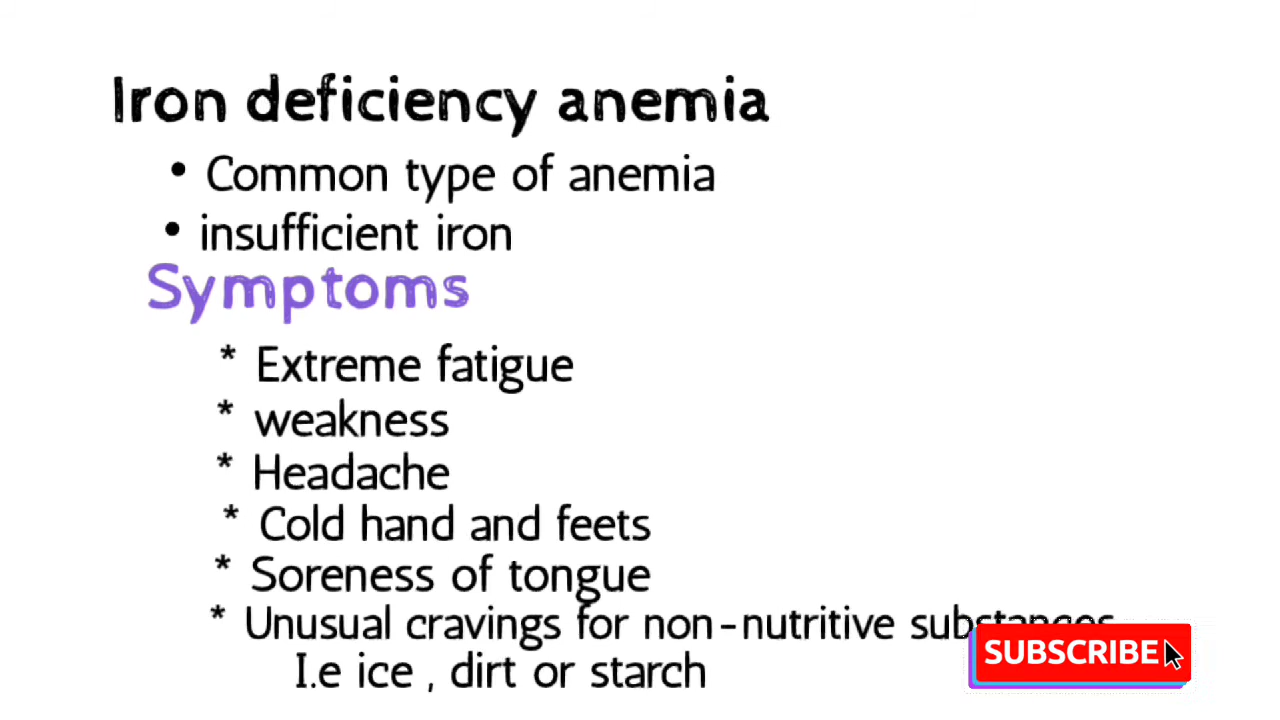 Iron deficiency anemia
• Common type of anemia
• insufficient iron
Symptoms
* Extreme fatigue
* weakness
* Headache
* Cold hand and feets
* Soreness of tongue
* Unusual cravings for non-nutritive substances
I.e ice , dirt or starch
SUBSCRIBE